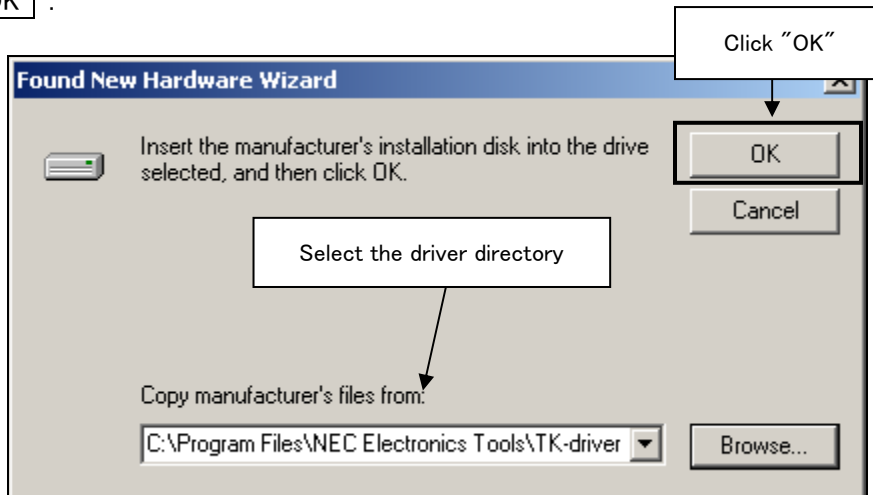 OK .
Click "OK"
Found New Hardware Wizard
Insert the manufacturer's installation disk into the drive
selected, and then click OK.
OK
Cancel
Select the driver directory
Copy manufacturer's files from:
C:\Program Files\NEC Electronics Tools\TK-driver
Browse...